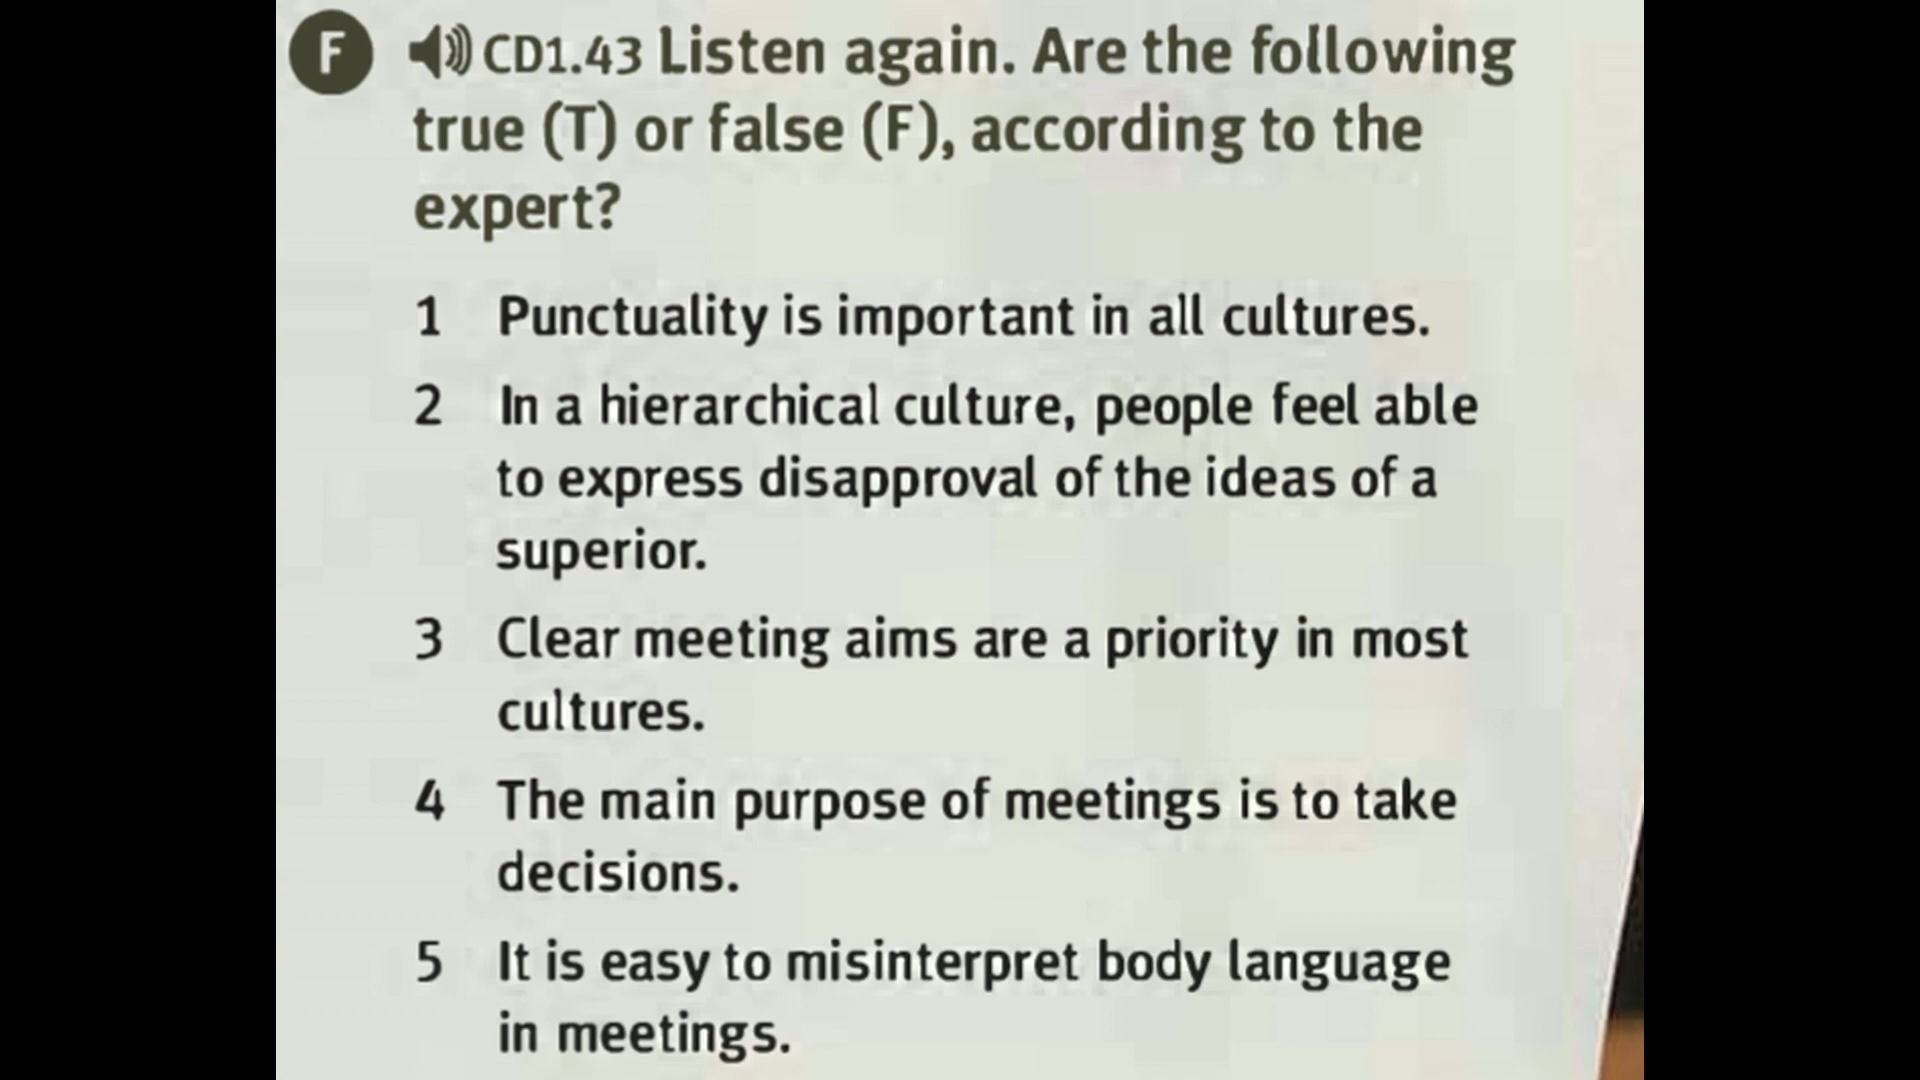 F CD1.43 Listen again. Are the following
true (T) or false (F), according to the
expert?
1 Punctuality is important in all cultures.
2 In a hierarchical culture, people feel able
to express disapproval of the ideas of a
superior.
3 Clear meeting aims are a priority in most
cultures.
4 The main purpose of meetings is to take
decisions.
5 It is easy to misinterpret body language
in meetings.